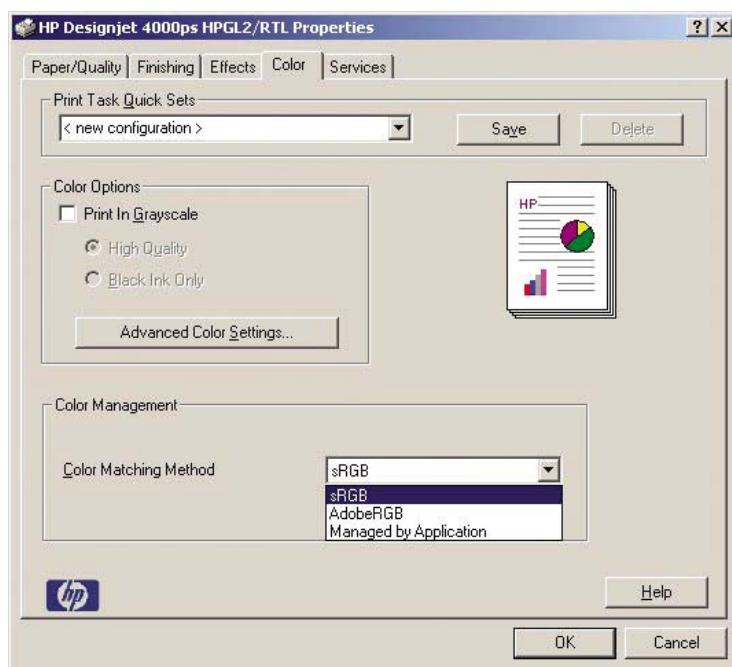 HP Designjet 4000ps HPGL2/RTL Properties
? X
Paper/Quality Finishing Effects Color Services
Print Task Quick Sets
< new configuration > Save Delete
Color Options
Print In Grayscale
High Quality
Black Ink Only
Advanced Color Settings...
HP
Color Management
Color Matching Method sRGB
sRGB
AdobeRGB
Managed by Application
hp
Help
OK Cancel